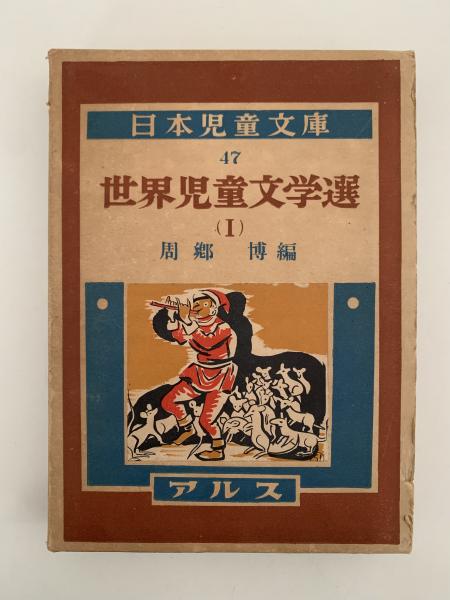 日本児童文庫
47
世界児童文学選
(I)
周郷 博編
アルス